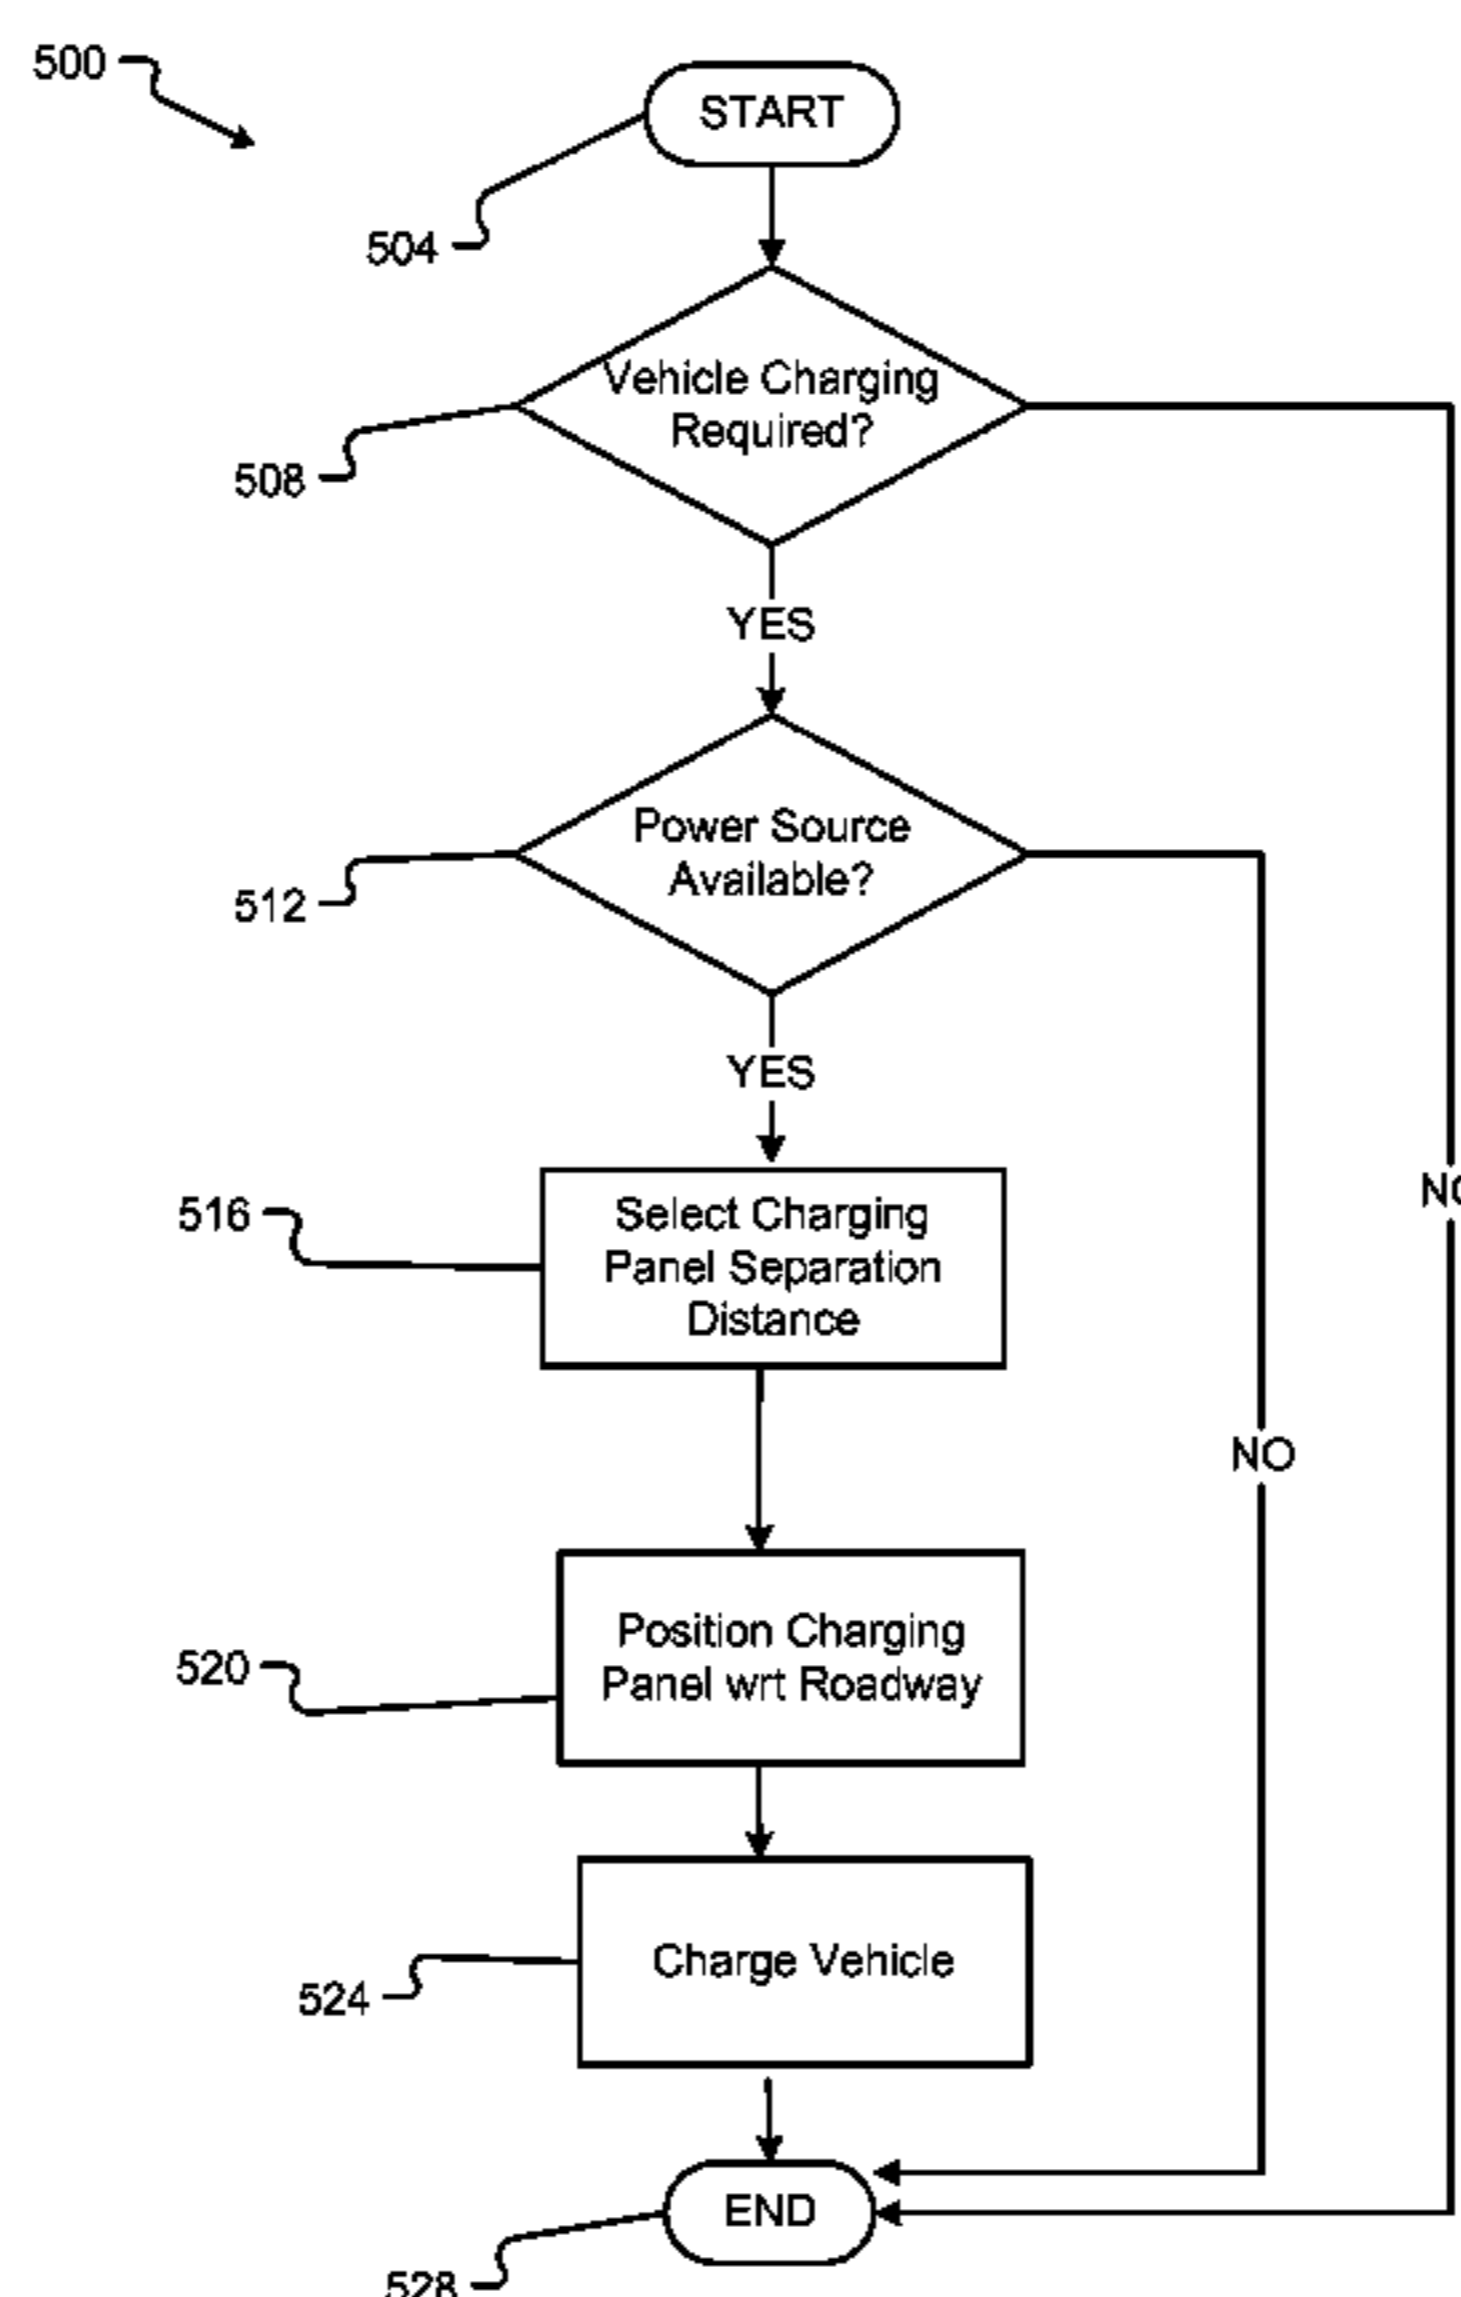 500
START
504
Vehicle Charging
Required?
508
YES
Power Source
Available?
512
YES
516
Select Charging
Panel Separation
Distance
NO
NO
520
Position Charging
Panel wrt Roadway
524
Charge Vehicle
END
528